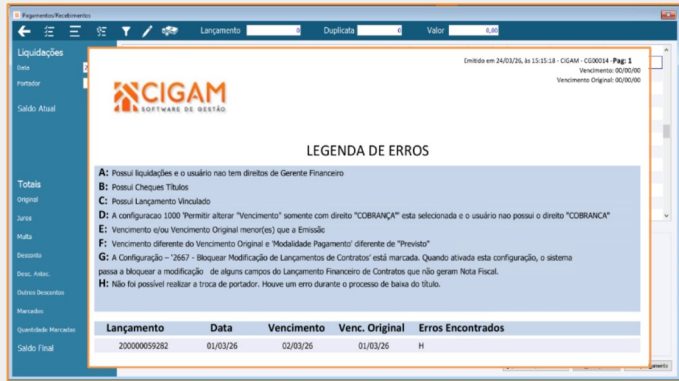 Pagamentos/Recebimentos
Lançamento 0 Duplicata 0 Valor 0,00
Liquidações
Data
Portador
Saldo Atual
Totais
Original
Juros
Multa
Desconto
Desc. Antec.
Outros Descontos
Marcados
Quantidade Marcados
Saldo Final
Emitido em 24/03/26, às 15:15:18 - CIGAM - CG00014 -Pag: 1
Vencimento: 00/00/00
Vencimento Original: 00/00/00
CIGAM
SOFTWARE DE GESTÃO
LEGENDA DE ERROS
A: Possui liquidações e o usuário nao tem direitos de Gerente Financeiro
B: Possui Cheques Títulos
C: Possui Lançamento Vinculado
D: A configuracao 1000 'Permitir alterar "Vencimento" somente com direito "COBRANÇA"' esta selecionada e o usuário nao possui o direito "COBRANCA"
E: Vencimento e/ou Vencimento Original menor(es) que a Emissão
F: Vencimento diferente do Vencimento Original e 'Modalidade Pagamento' diferente de "Previsto"
G: A Configuração – '2667 - Bloquear Modificação de Lançamentos de Contratos' está marcada. Quando ativada esta configuração, o sistema
passa a bloquear a modificação de alguns campos do Lançamento Financeiro de Contratos que não geram Nota Fiscal.
H: Não foi possível realizar a troca de portador. Houve um erro durante o processo de baixa do título.
Lançamento Data Vencimento Venc. Original Erros Encontrados
200000059282 01/03/26 02/03/26 01/03/26 H